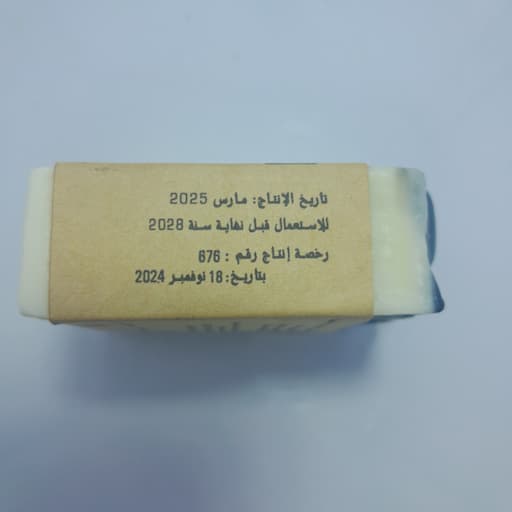 تاريخ الإنتاج: مارس 2025
للاستعمال قبل نهاية سنة 2028
رخصة إنتاج رقم : 676
بتاريخ: 18 نوفمبر 2024